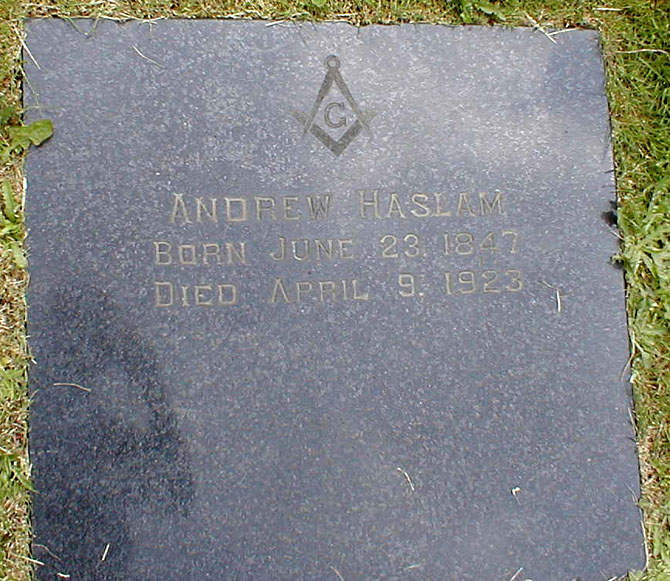 G
ANDREW HASLAM
BORN JUNE 23, 1847
DIED APRIL 9, 1923